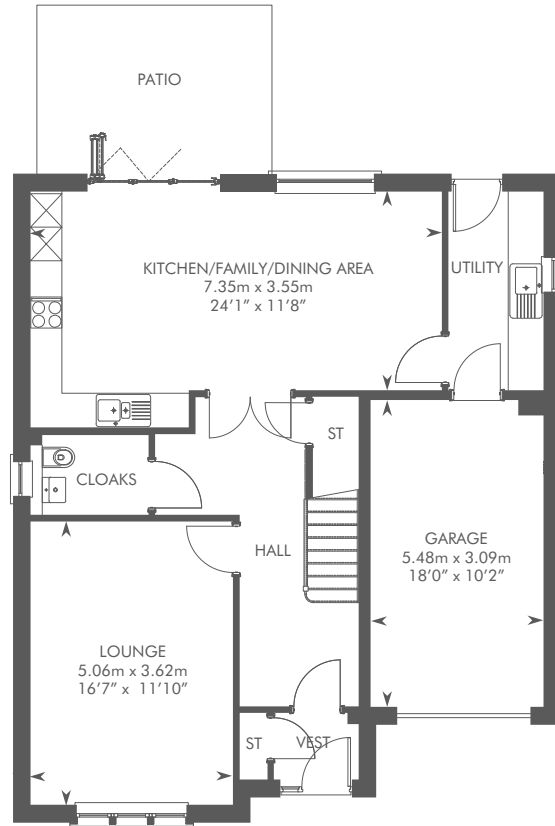 PATIO
KITCHEN/FAMILY/DINING AREA
7.35m x 3.55m
24'1" x 11'8"
UTILITY
ST
CLOAKS
HALL
GARAGE
5.48m x 3.09m
18'0" x 10'2"
LOUNGE
5.06m x 3.62m
16'7" x 11'10"
ST
VEST